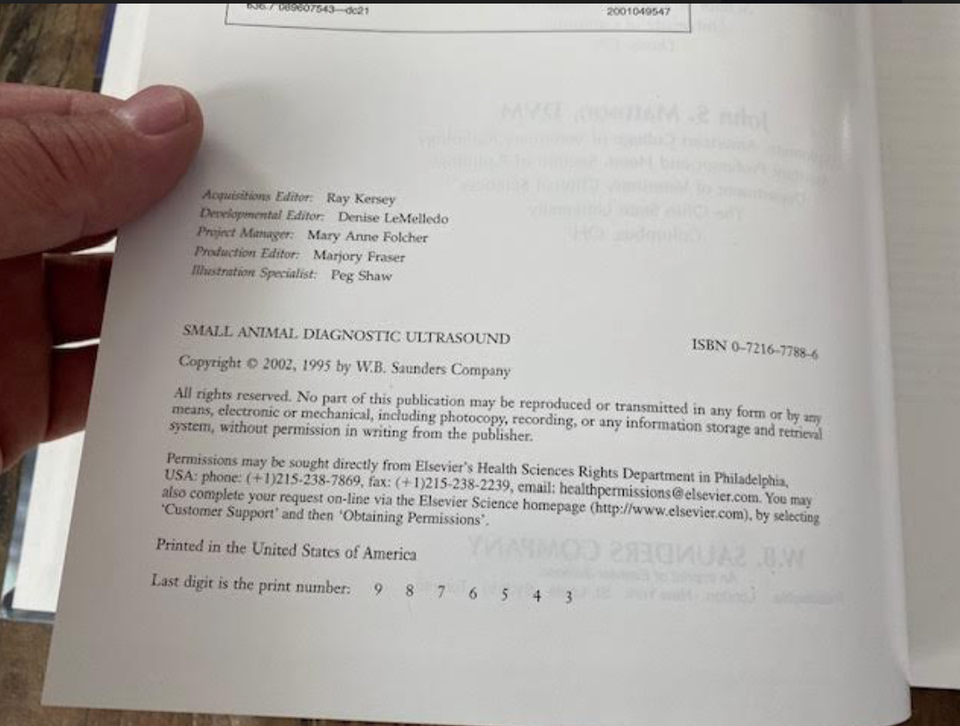 636.7'089607543—dc21 2001049547
Acquisitions Editor: Ray Kersey
Developmental Editor: Denise LeMelledo
Project Manager: Mary Anne Folcher
Production Editor: Marjory Fraser
Illustration Specialist: Peg Shaw
SMALL ANIMAL DIAGNOSTIC ULTRASOUND ISBN 0–7216–7788–6
Copyright © 2002, 1995 by W.B. Saunders Company
All rights reserved. No part of this publication may be reproduced or transmitted in any form or by any
means, electronic or mechanical, including photocopy, recording, or any information storage and retrieval
system, without permission in writing from the publisher.
Permissions may be sought directly from Elsevier's Health Sciences Rights Department in Philadelphia,
USA: phone: (+1)215-238-7869, fax: (+1)215-238-2239, email: healthpermissions@elsevier.com. You may
also complete your request on-line via the Elsevier Science homepage (http://www.elsevier.com), by selecting
'Customer Support' and then 'Obtaining Permissions'.
Printed in the United States of America
Last digit is the print number: 9 8 7 6 5 4 3